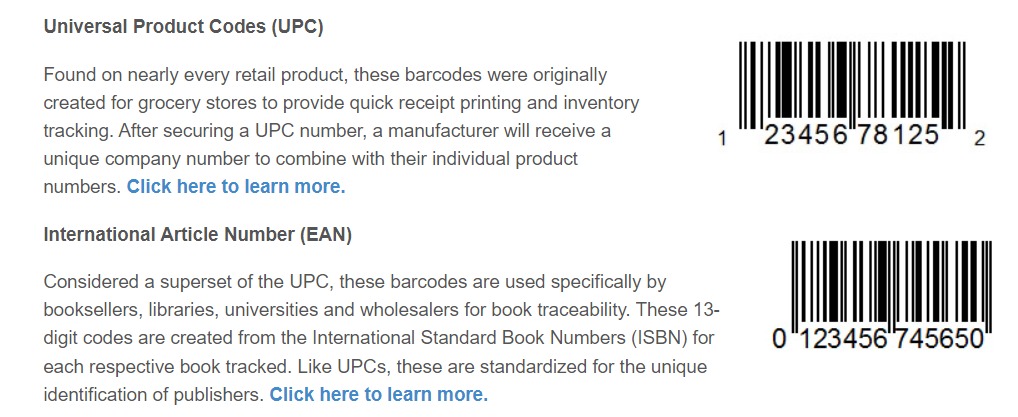 Universal Product Codes (UPC)
Found on nearly every retail product, these barcodes were originally
created for grocery stores to provide quick receipt printing and inventory
tracking. After securing a UPC number, a manufacturer will receive a
unique company number to combine with their individual product
numbers. Click here to learn more.
1 23456 78125 2
International Article Number (EAN)
Considered a superset of the UPC, these barcodes are used specifically by
booksellers, libraries, universities and wholesalers for book traceability. These 13-
digit codes are created from the International Standard Book Numbers (ISBN) for
each respective book tracked. Like UPCs, these are standardized for the unique
identification of publishers. Click here to learn more.
0 123456 745650